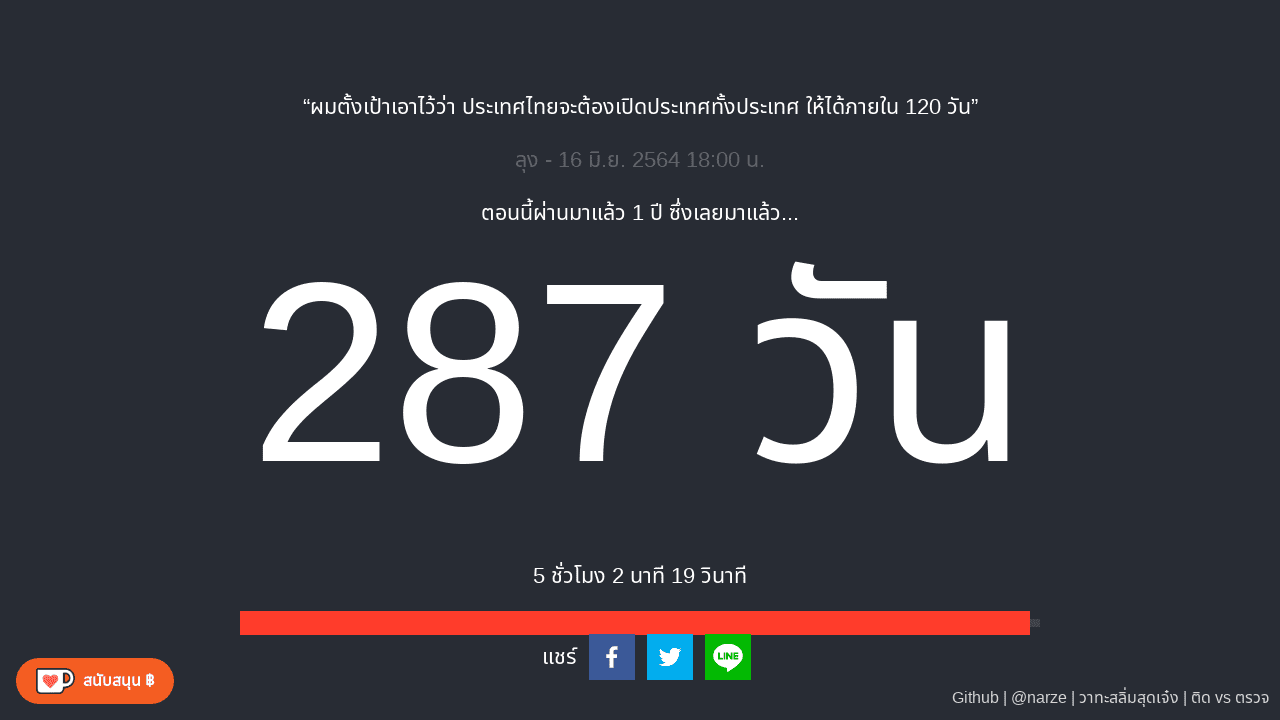 “ผมตั้งเป้าเอาไว้ว่า ประเทศไทยจะต้องเปิดประเทศทั้งประเทศ ให้ได้ภายใน 120 วัน”
ลุง - 16 มิ.ย. 2564 18:00 น.
ตอนนี้ผ่านมาแล้ว 1 ปี ซึ่งเลยมาแล้ว...
287 วัน
5 ชั่วโมง 2 นาที 19 วินาที
แชร์
LINE
สนับสนุน ฿
Github | @narze | วาทะสลิ่มสุดเจ๋ง | ติด vs ตรวจ